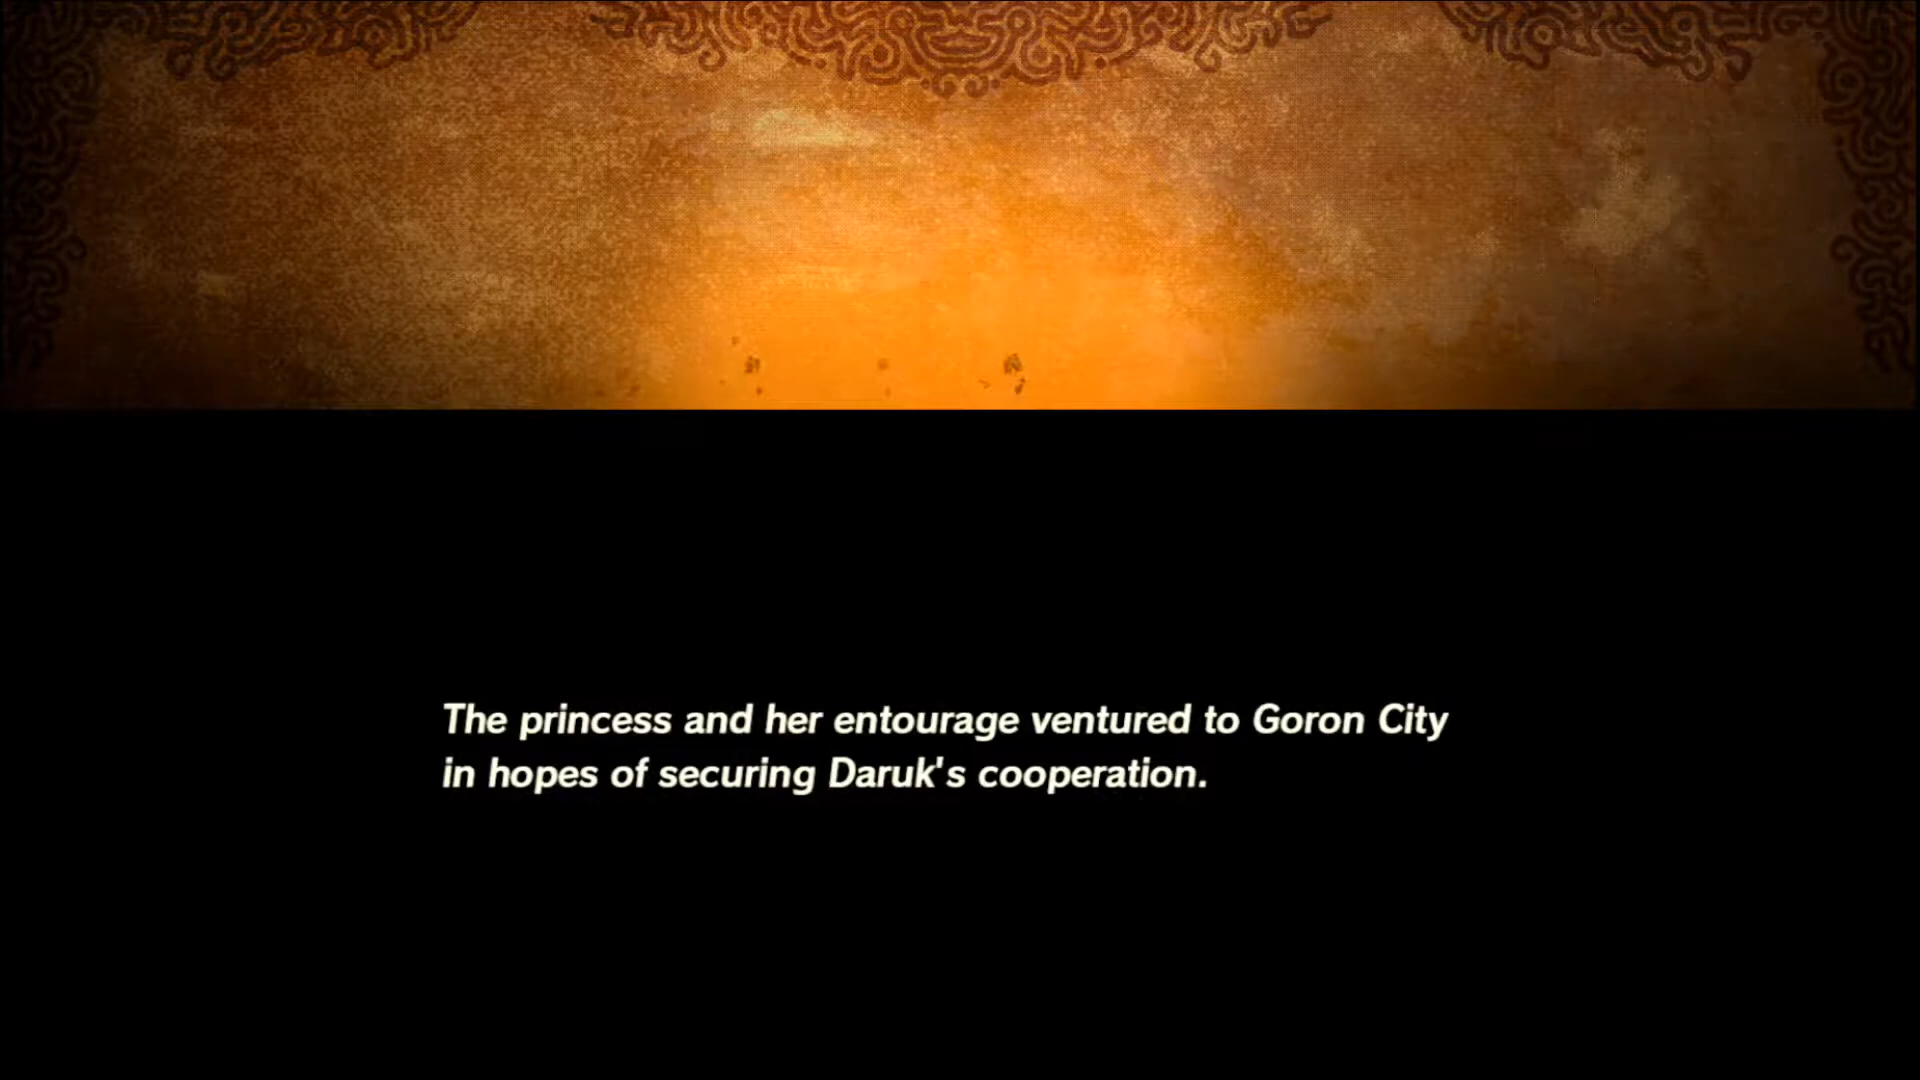 The princess and her entourage ventured to Goron City
in hopes of securing Daruk's cooperation.